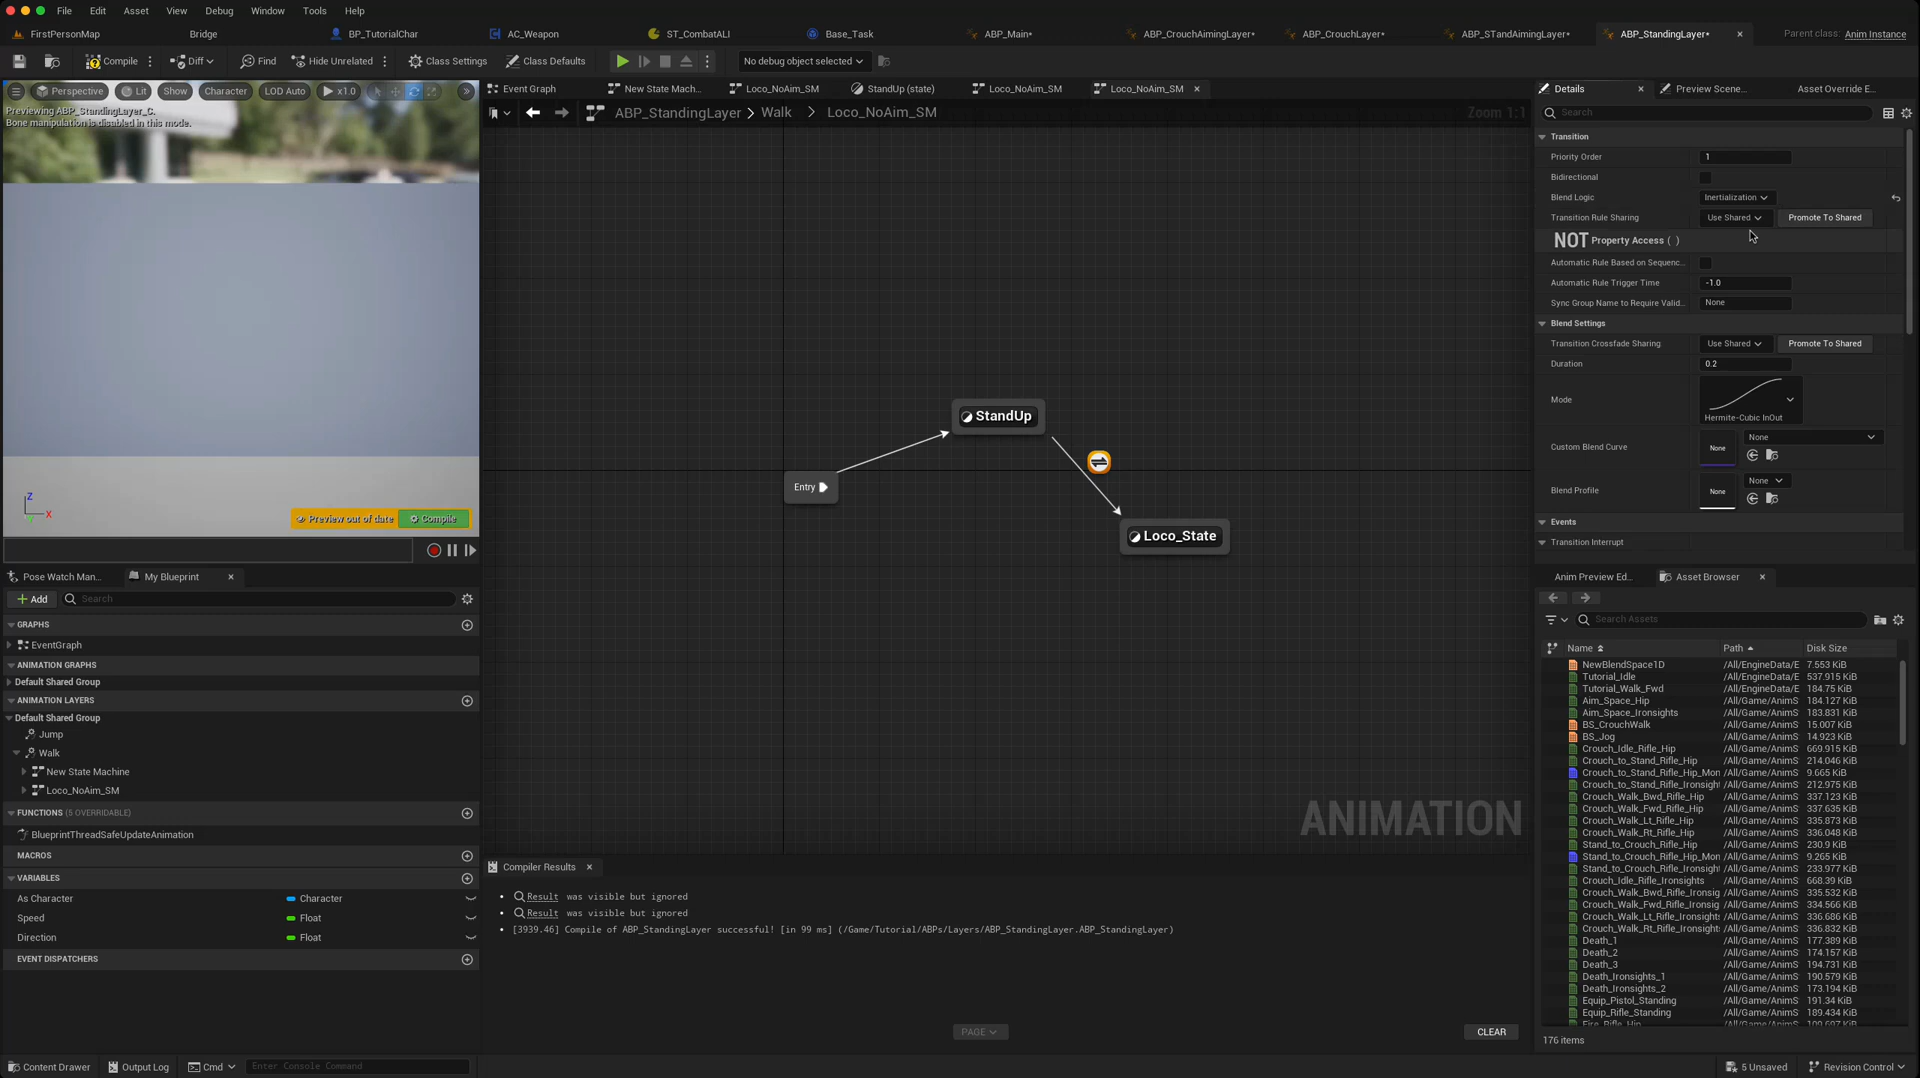 File Edit Asset View Debug Window Tools Help
FirstPersonMap Bridge BP_TutorialChar AC_Weapon ST_CombatALI Base_Task ABP_Main* ABP_CrouchAimingLayer* ABP_CrouchLayer* ABP_STandAimingLayer* ABP_StandingLayer* Parent class: Anim Instance
Compile Diff Find Hide Unrelated Class Settings Class Defaults No debug object selected
Perspective Lit Show Character LOD Auto x1.0
Previewing ABP_StandingLayer_C.
Bone manipulation is disabled in this mode.
Z
X
Preview out of date Compile
Pose Watch Man... My Blueprint
Add Search
GRAPHS
EventGraph
ANIMATION GRAPHS
Default Shared Group
ANIMATION LAYERS
Default Shared Group
Jump
Walk
New State Machine
Loco_NoAim_SM
FUNCTIONS (5 OVERRIDABLE)
BlueprintThreadSafeUpdateAnimation
MACROS
VARIABLES
As Character Character
Speed Float
Direction Float
EVENT DISPATCHERS
Event Graph New State Mach... Loco_NoAim_SM StandUp (state) Loco_NoAim_SM Loco_NoAim_SM
ABP_StandingLayer > Walk > Loco_NoAim_SM Zoom 1:1
StandUp
Entry
Loco_State
ANIMATION
Compiler Results
Result was visible but ignored
Result was visible but ignored
[3939.46] Compile of ABP_StandingLayer successful! [in 99 ms] (/Game/Tutorial/ABPs/Layers/ABP_StandingLayer.ABP_StandingLayer)
PAGE CLEAR
Details Preview Scene... Asset Override E...
Search
Transition
Priority Order 1
Bidirectional
Blend Logic Inertialization
Transition Rule Sharing Use Shared Promote To Shared
NOT Property Access ( )
Automatic Rule Based on Sequenc...
Automatic Rule Trigger Time -1.0
Sync Group Name to Require Valid... None
Blend Settings
Transition Crossfade Sharing Use Shared Promote To Shared
Duration 0.2
Mode Hermite-Cubic InOut
Custom Blend Curve None None
Blend Profile None None
Events
Transition Interrupt
Anim Preview Ed... Asset Browser
Search Assets
Name Path Disk Size
NewBlendSpace1D /All/EngineData/E 7.553 KiB
Tutorial_Idle /All/EngineData/E 537.915 KiB
Tutorial_Walk_Fwd /All/EngineData/E 184.75 KiB
Aim_Space_Hip /All/Game/AnimS 184.127 KiB
Aim_Space_Ironsights /All/Game/AnimS 183.831 KiB
BS_CrouchWalk /All/Game/AnimS 15.007 KiB
BS_Jog /All/Game/AnimS 14.923 KiB
Crouch_Idle_Rifle_Hip /All/Game/AnimS 669.915 KiB
Crouch_to_Stand_Rifle_Hip /All/Game/AnimS 214.046 KiB
Crouch_to_Stand_Rifle_Hip_Mon /All/Game/AnimS 9.665 KiB
Crouch_to_Stand_Rifle_Ironsight /All/Game/AnimS 212.975 KiB
Crouch_Walk_Bwd_Rifle_Hip /All/Game/AnimS 337.123 KiB
Crouch_Walk_Fwd_Rifle_Hip /All/Game/AnimS 337.635 KiB
Crouch_Walk_Lt_Rifle_Hip /All/Game/AnimS 335.873 KiB
Crouch_Walk_Rt_Rifle_Hip /All/Game/AnimS 336.048 KiB
Stand_to_Crouch_Rifle_Hip /All/Game/AnimS 230.9 KiB
Stand_to_Crouch_Rifle_Hip_Mon /All/Game/AnimS 9.265 KiB
Stand_to_Crouch_Rifle_Ironsight /All/Game/AnimS 233.977 KiB
Crouch_Idle_Rifle_Ironsights /All/Game/AnimS 668.39 KiB
Crouch_Walk_Bwd_Rifle_Ironsig /All/Game/AnimS 335.532 KiB
Crouch_Walk_Fwd_Rifle_Ironsig /All/Game/AnimS 334.566 KiB
Crouch_Walk_Lt_Rifle_Ironsights /All/Game/AnimS 336.686 KiB
Crouch_Walk_Rt_Rifle_Ironsights /All/Game/AnimS 336.832 KiB
Death_1 /All/Game/AnimS 177.389 KiB
Death_2 /All/Game/AnimS 174.157 KiB
Death_3 /All/Game/AnimS 194.731 KiB
Death_Ironsights_1 /All/Game/AnimS 190.579 KiB
Death_Ironsights_2 /All/Game/AnimS 173.194 KiB
Equip_Pistol_Standing /All/Game/AnimS 191.34 KiB
Equip_Rifle_Standing /All/Game/AnimS 189.434 KiB
176 items
Content Drawer Output Log Cmd Enter Console Command 5 Unsaved Revision Control